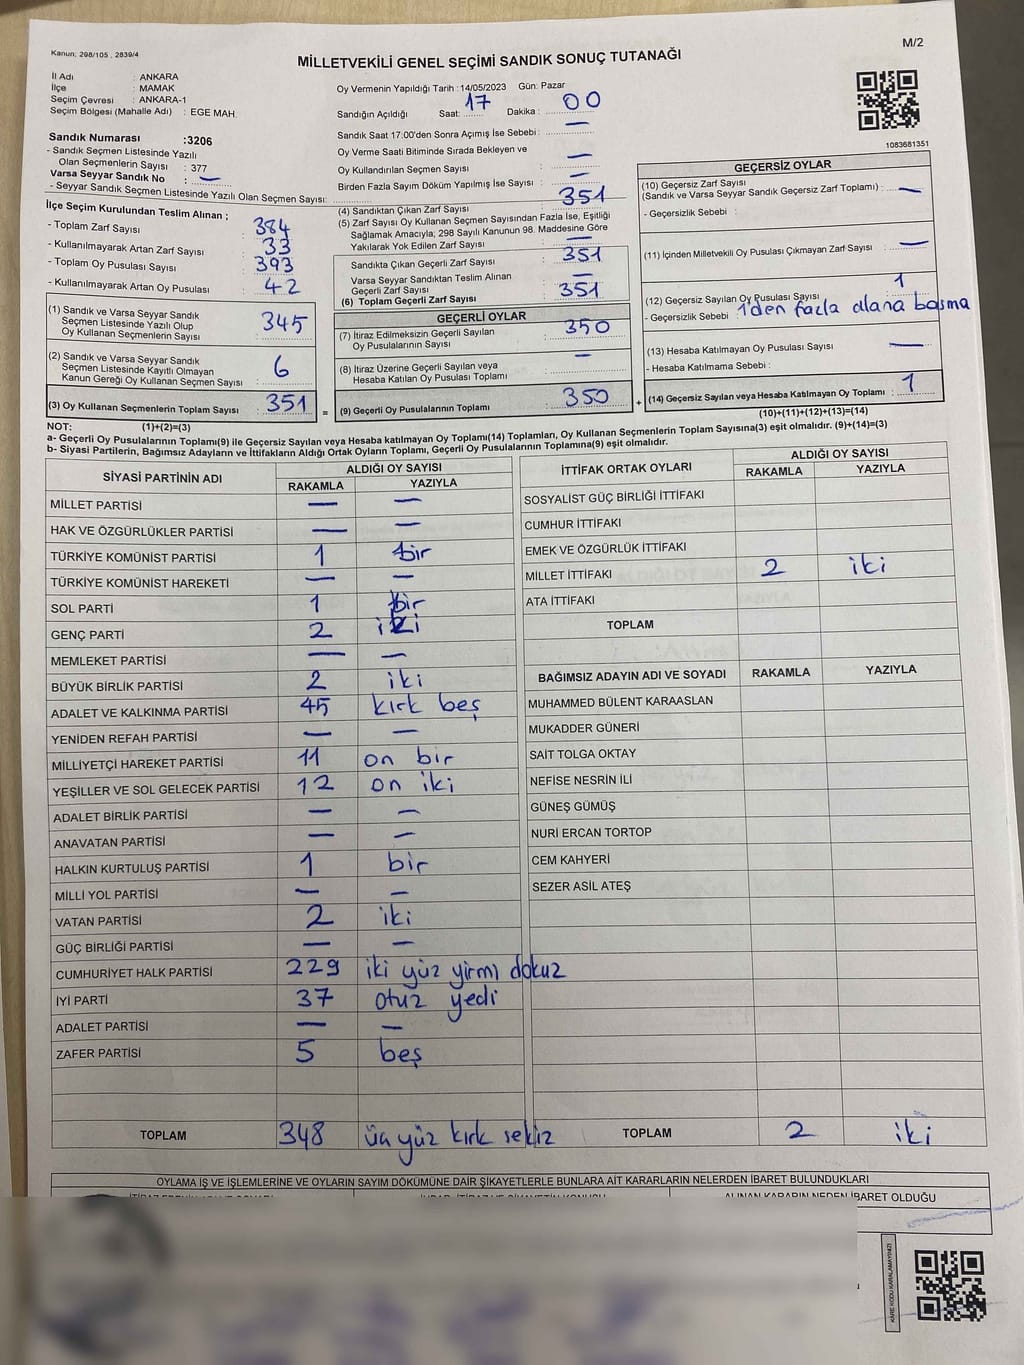 Kanun: 298/105 , 2839/4
M/2
MİLLETVEKİLİ GENEL SEÇİMİ SANDIK SONUÇ TUTANAĞI
İl Adı : ANKARA
İlçe : MAMAK
Seçim Çevresi : ANKARA-1
Seçim Bölgesi (Mahalle Adı) : EGE MAH.
Sandık Numarası :3206
- Sandık Seçmen Listesinde Yazılı
Olan Seçmenlerin Sayısı : 377
Varsa Seyyar Sandık No : —
- Seyyar Sandık Seçmen Listesinde Yazılı Olan Seçmen Sayısı:
İlçe Seçim Kurulundan Teslim Alınan ;
- Toplam Zarf Sayısı : 384
- Kullanılmayarak Artan Zarf Sayısı : 33
- Toplam Oy Pusulası Sayısı : 393
- Kullanılmayarak Artan Oy Pusulası : 42
(1) Sandık ve Varsa Seyyar Sandık
Seçmen Listesinde Yazılı Olup
Oy Kullanan Seçmenlerin Sayısı : 345
(2) Sandık ve Varsa Seyyar Sandık
Seçmen Listesinde Kayıtlı Olmayan
Kanun Gereği Oy Kullanan Seçmen Sayısı : 6
(3) Oy Kullanan Seçmenlerin Toplam Sayısı : 351 =
Oy Vermenin Yapıldığı Tarih :14/05/2023 Gün: Pazar
Sandığın Açıldığı Saat: 17 Dakika : 00
Sandık Saat 17:00'den Sonra Açımış İse Sebebi : —
Oy Verme Saati Bitiminde Sırada Bekleyen ve
Oy Kullandırılan Seçmen Sayısı : —
Birden Fazla Sayım Döküm Yapılmış İse Sayısı : —
(4) Sandıktan Çıkan Zarf Sayısı : 351
(5) Zarf Sayısı Oy Kullanan Seçmen Sayısından Fazla İse, Eşitliği
Sağlamak Amacıyla, 298 Sayılı Kanunun 98. Maddesine Göre
Yakılarak Yok Edilen Zarf Sayısı : —
Sandıkta Çıkan Geçerli Zarf Sayısı : 351
Varsa Seyyar Sandıktan Teslim Alınan
Geçerli Zarf Sayısı : —
(6) Toplam Geçerli Zarf Sayısı : 351
GEÇERLİ OYLAR
(7) İtiraz Edilmeksizin Geçerli Sayılan
Oy Pusulalarının Sayısı : 350
(8) İtiraz Üzerine Geçerli Sayılan veya
Hesaba Katılan Oy Pusulası Toplamı : —
(9) Geçerli Oy Pusulalarının Toplamı : 350 +
1083681351
GEÇERSİZ OYLAR
(10) Geçersiz Zarf Sayısı
(Sandık ve Varsa Seyyar Sandık Geçersiz Zarf Toplamı) : —
- Geçersizlik Sebebi :
(11) İçinden Milletvekili Oy Pusulası Çıkmayan Zarf Sayısı : —
(12) Geçersiz Sayılan Oy Pusulası Sayısı : 1
- Geçersizlik Sebebi : 1'den fazla alana basma
(13) Hesaba Katılmayan Oy Pusulası Sayısı : —
- Hesaba Katılmama Sebebi :
(14) Geçersiz Sayılan veya Hesaba Katılmayan Oy Toplamı : 1
NOT: (1)+(2)=(3) (10)+(11)+(12)+(13)=(14)
a- Geçerli Oy Pusulalarının Toplamı(9) ile Geçersiz Sayılan veya Hesaba katılmayan Oy Toplamı(14) Toplamları, Oy Kullanan Seçmenlerin Toplam Sayısına(3) eşit olmalıdır. (9)+(14)=(3)
b- Siyasi Partilerin, Bağımsız Adayların ve İttifakların Aldığı Ortak Oyların Toplamı, Geçerli Oy Pusulalarının Toplamına(9) eşit olmalıdır.
SİYASİ PARTİNİN ADI ALDIĞI OY SAYISI
RAKAMLA YAZIYLA
MİLLET PARTİSİ — —
HAK VE ÖZGÜRLÜKLER PARTİSİ — —
TÜRKİYE KOMÜNİST PARTİSİ 1 bir
TÜRKİYE KOMÜNİST HAREKETİ — —
SOL PARTİ 1 bir
GENÇ PARTİ 2 iki
MEMLEKET PARTİSİ — —
BÜYÜK BİRLİK PARTİSİ 2 iki
ADALET VE KALKINMA PARTİSİ 45 kırk beş
YENİDEN REFAH PARTİSİ — —
MİLLİYETÇİ HAREKET PARTİSİ 11 on bir
YEŞİLLER VE SOL GELECEK PARTİSİ 12 on iki
ADALET BİRLİK PARTİSİ — —
ANAVATAN PARTİSİ — —
HALKIN KURTULUŞ PARTİSİ 1 bir
MİLLİ YOL PARTİSİ — —
VATAN PARTİSİ 2 iki
GÜÇ BİRLİĞİ PARTİSİ — —
CUMHURİYET HALK PARTİSİ 229 iki yüz yirmi dokuz
İYİ PARTİ 37 otuz yedi
ADALET PARTİSİ — —
ZAFER PARTİSİ 5 beş
TOPLAM 348 üç yüz kırk sekiz
İTTİFAK ORTAK OYLARI ALDIĞI OY SAYISI
RAKAMLA YAZIYLA
SOSYALİST GÜÇ BİRLİĞİ İTTİFAKI
CUMHUR İTTİFAKI
EMEK VE ÖZGÜRLÜK İTTİFAKI
MİLLET İTTİFAKI 2 iki
ATA İTTİFAKI
TOPLAM
BAĞIMSIZ ADAYIN ADI VE SOYADI RAKAMLA YAZIYLA
MUHAMMED BÜLENT KARAASLAN
MUKADDER GÜNERİ
SAİT TOLGA OKTAY
NEFİSE NESRİN İLİ
GÜNEŞ GÜMÜŞ
NURİ ERCAN TORTOP
CEM KAHYERİ
SEZER ASİL ATEŞ
TOPLAM 2 iki
OYLAMA İŞ VE İŞLEMLERİNE VE OYLARIN SAYIM DÖKÜMÜNE DAİR ŞİKAYETLERLE BUNLARA AİT KARARLARIN NELERDEN İBARET BULUNDUKLARI
ALINAN KARARIN NEDEN İBARET OLDUĞU
KARE KODU KARALAMAYINIZ!